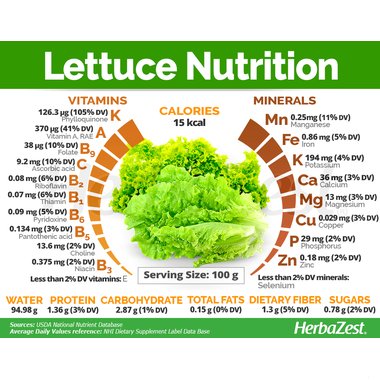 Lettuce Nutrition
VITAMINS
126.3 µg (105% DV) K
Phylloquinone
370 µg (41% DV) A
Vitamin A, RAE
38 µg (10% DV) B9
Folate
9.2 mg (10% DV) C
Ascorbic acid
0.08 mg (6% DV) B2
Riboflavin
0.07 mg (6% DV) B1
Thiamin
0.09 mg (5% DV) B6
Pyridoxine
0.134 mg (3% DV) B5
Pantothenic acid
13.6 mg (2% DV)
Choline
0.375 mg (2% DV) B3
Niacin
Less than 2% DV vitamins: E
CALORIES
15 kcal
Serving Size: 100 g
MINERALS
Mn 0.25mg (11% DV)
Manganese
Fe 0.86 mg (5% DV)
Iron
K 194 mg (4% DV)
Potassium
Ca 36 mg (3% DV)
Calcium
Mg 13 mg (3% DV)
Magnesium
Cu 0.029 mg (3% DV)
Copper
P 29 mg (2% DV)
Phosphorus
Zn 0.18 mg (2% DV)
Zinc
Less than 2% DV minerals:
Selenium
WATER PROTEIN CARBOHYDRATE TOTAL FATS DIETARY FIBER SUGARS
94.98 g 1.36 g (3% DV) 2.87 g (1% DV) 0.15 g (0% DV) 1.3 g (5% DV) 0.78 g (2% DV)
Sources: USDA National Nutrient Database
Average Daily Values reference: NHI Dietary Supplement Label Data Base
HerbaZest.